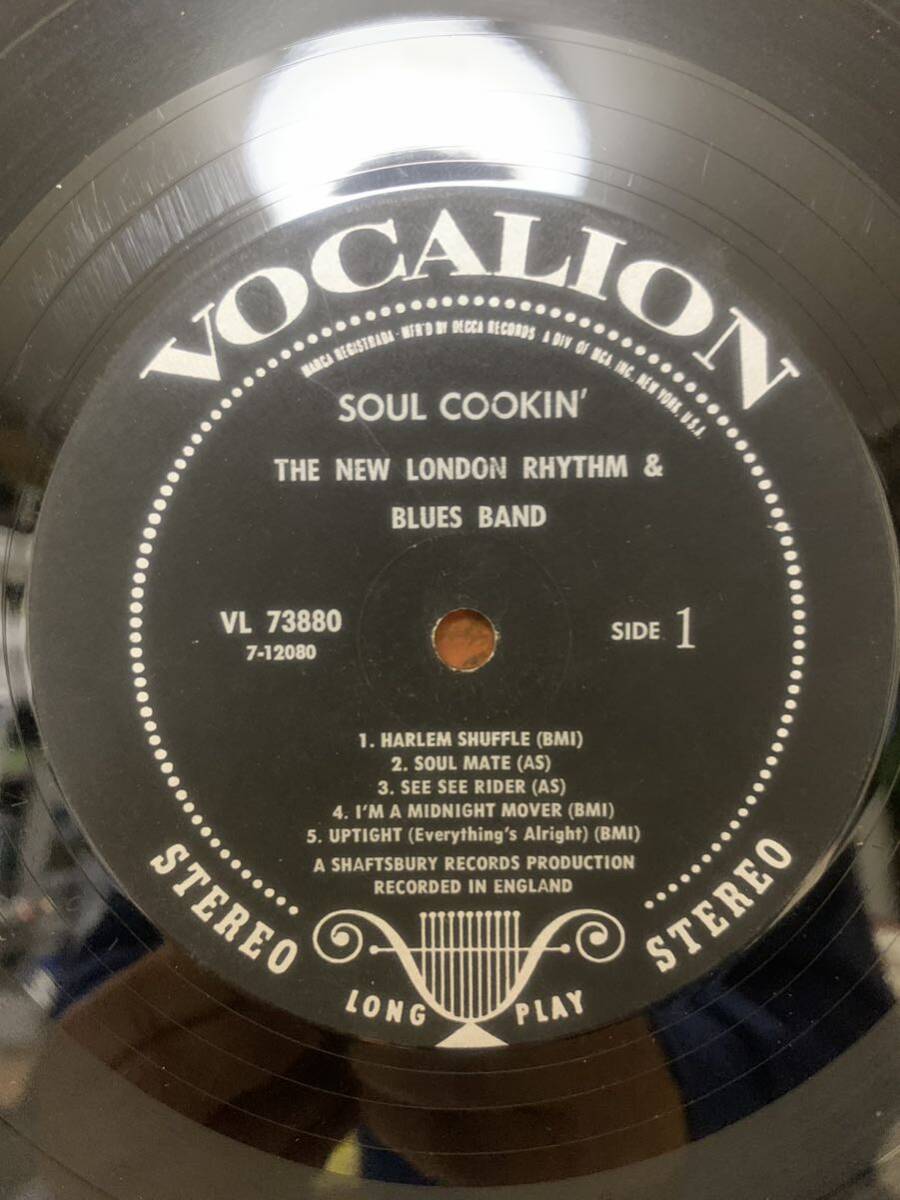 VOCALION
MARCA REGISTRADA · MFR'D BY DECCA RECORDS A DIV. OF MCA, INC., NEW YORK, U.S.A.
SOUL COOKIN'
THE NEW LONDON RHYTHM &
BLUES BAND
VL 73880
7-12080
SIDE 1
1. HARLEM SHUFFLE (BMI)
2. SOUL MATE (AS)
3. SEE SEE RIDER (AS)
4. I'M A MIDNIGHT MOVER (BMI)
5. UPTIGHT (Everything's Alright) (BMI)
A SHAFTSBURY RECORDS PRODUCTION
RECORDED IN ENGLAND
STEREO
STEREO
LONG PLAY